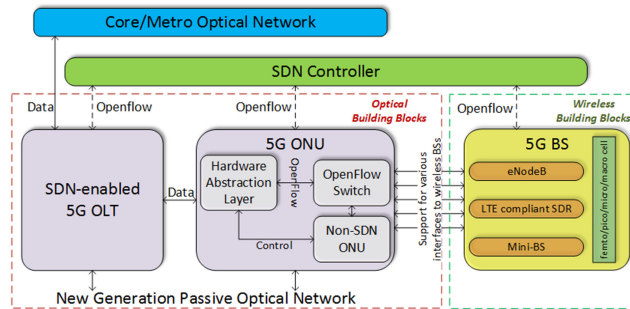 Core/Metro Optical Network
SDN Controller
Data
Openflow
Openflow
Optical
Building Blocks
Openflow
Wireless
Building Blocks
SDN-enabled
5G OLT
Data
5G ONU
Hardware
Abstraction
Layer
OpenFlow
OpenFlow
Switch
Control
Non-SDN
ONU
Support for various
interfaces to wireless BSs
5G BS
eNodeB
LTE compliant SDR
Mini-BS
femto/pico/micro/macro cell
New Generation Passive Optical Network